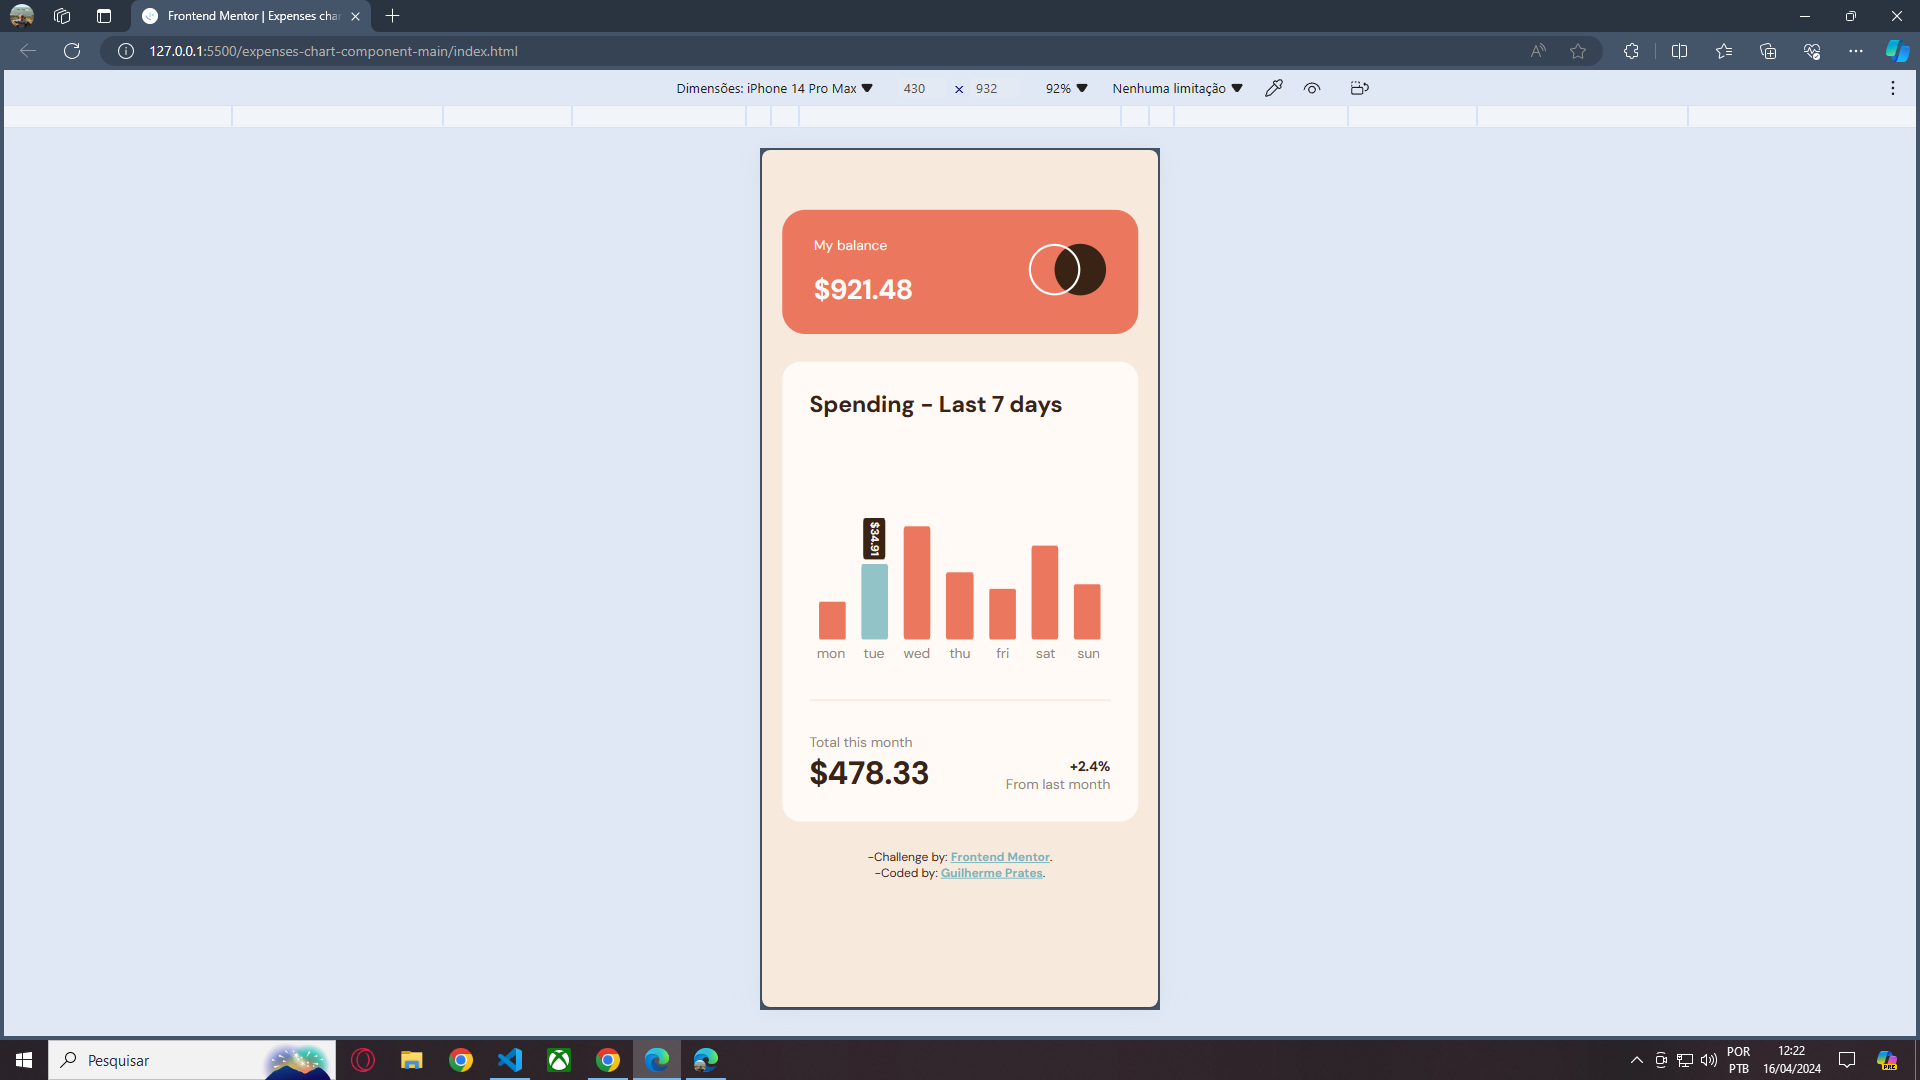 Frontend Mentor | Expenses char
127.0.0.1:5500/expenses-chart-component-main/index.html
Dimensões: iPhone 14 Pro Max 430 × 932 92% Nenhuma limitação
My balance
$921.48
Spending - Last 7 days
$34.91
mon tue wed thu fri sat sun
Total this month
$478.33
+2.4%
From last month
-Challenge by: Frontend Mentor.
-Coded by: Guilherme Prates.
Pesquisar
POR
PTB
12:22
16/04/2024
PRE